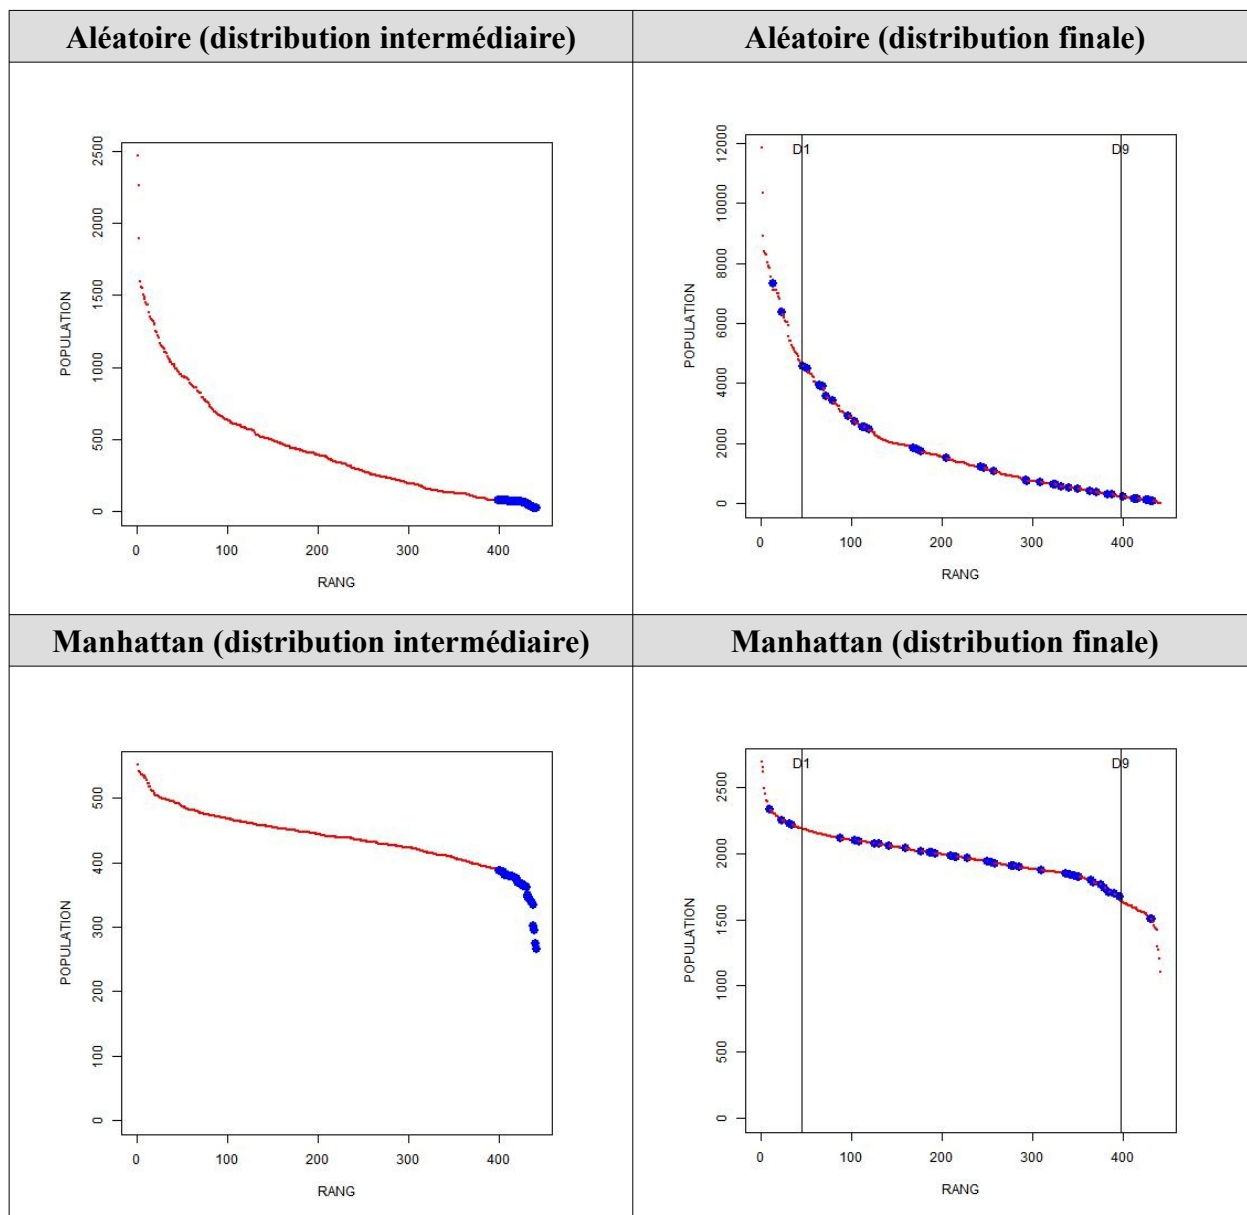 Aléatoire (distribution intermédiaire)
Aléatoire (distribution finale)
POPULATION
2500
2000
1500
1000
500
0
0 100 200 300 400
RANG
POPULATION
12000
10000
8000
6000
4000
2000
0
D1 D9
0 100 200 300 400
RANG
Manhattan (distribution intermédiaire)
Manhattan (distribution finale)
POPULATION
500
400
300
200
100
0
0 100 200 300 400
RANG
POPULATION
2500
2000
1500
1000
500
0
D1 D9
0 100 200 300 400
RANG